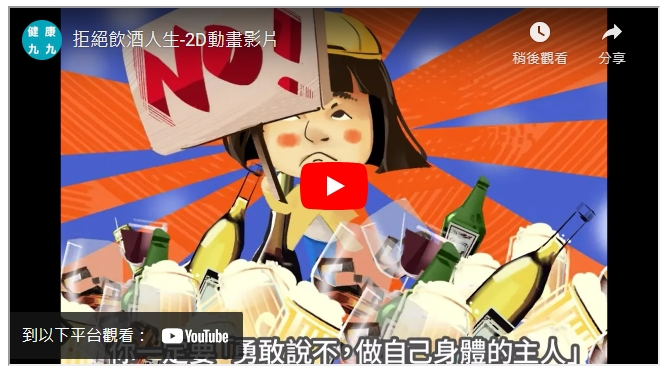 健康
九九
拒絕飲酒人生-2D動畫影片
稍後觀看
分享
NO!
到以下平台觀看：
YouTube
勇敢說不，做自己身體的主人」